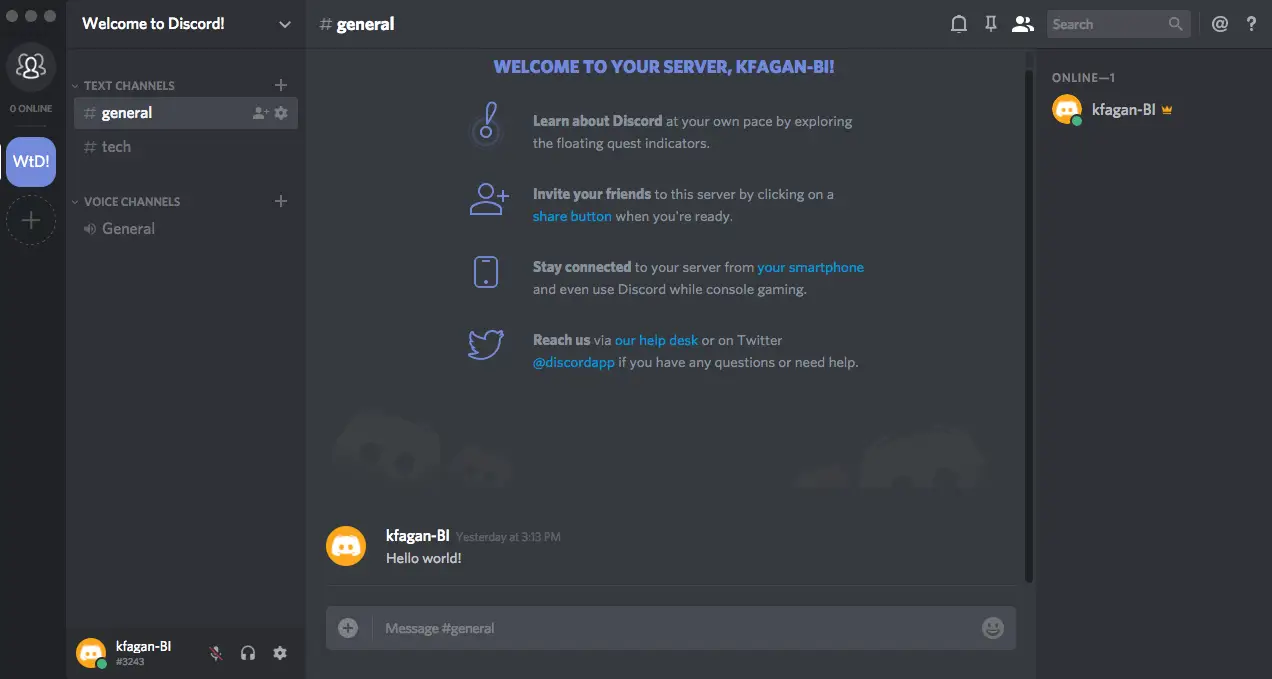 0 ONLINE
WtD!
Welcome to Discord!
TEXT CHANNELS
# general
# tech
VOICE CHANNELS
General
kfagan-BI
#3243
# general
Search
@ ?
WELCOME TO YOUR SERVER, KFAGAN-BI!
Learn about Discord at your own pace by exploring
the floating quest indicators.
Invite your friends to this server by clicking on a
share button when you're ready.
Stay connected to your server from your smartphone
and even use Discord while console gaming.
Reach us via our help desk or on Twitter
@discordapp if you have any questions or need help.
kfagan-BI Yesterday at 3:13 PM
Hello world!
Message #general
ONLINE—1
kfagan-BI